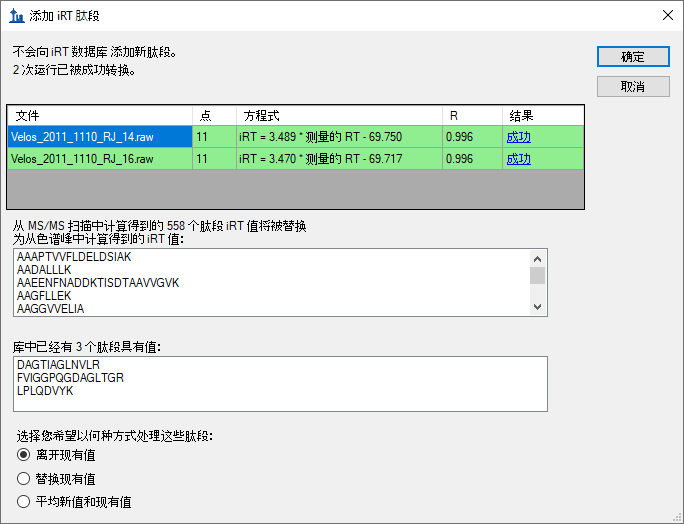 添加 iRT 肽段
不会向 iRT 数据库 添加新肽段。
2 次运行已被成功转换。
确定
取消
文件 点 方程式 R 结果
Velos_2011_1110_RJ_14.raw 11 iRT = 3.489 * 测量的 RT - 69.750 0.996 成功
Velos_2011_1110_RJ_16.raw 11 iRT = 3.470 * 测量的 RT - 69.717 0.996 成功
从 MS/MS 扫描中计算得到的 558 个肽段 iRT 值将被替换
为从色谱峰中计算得到的 iRT 值:
AAAPTVVFLDELDSIAK
AADALLLK
AAEENFNADDKTISDTAAVVGVK
AAGFLLEK
AAGGVVELIA
库中已经有 3 个肽段具有值:
DAGTIAGLNVLR
FVIGGPQGDAGLTGR
LPLQDVYK
选择您希望以何种方式处理这些肽段:
离开现有值
替换现有值
平均新值和现有值